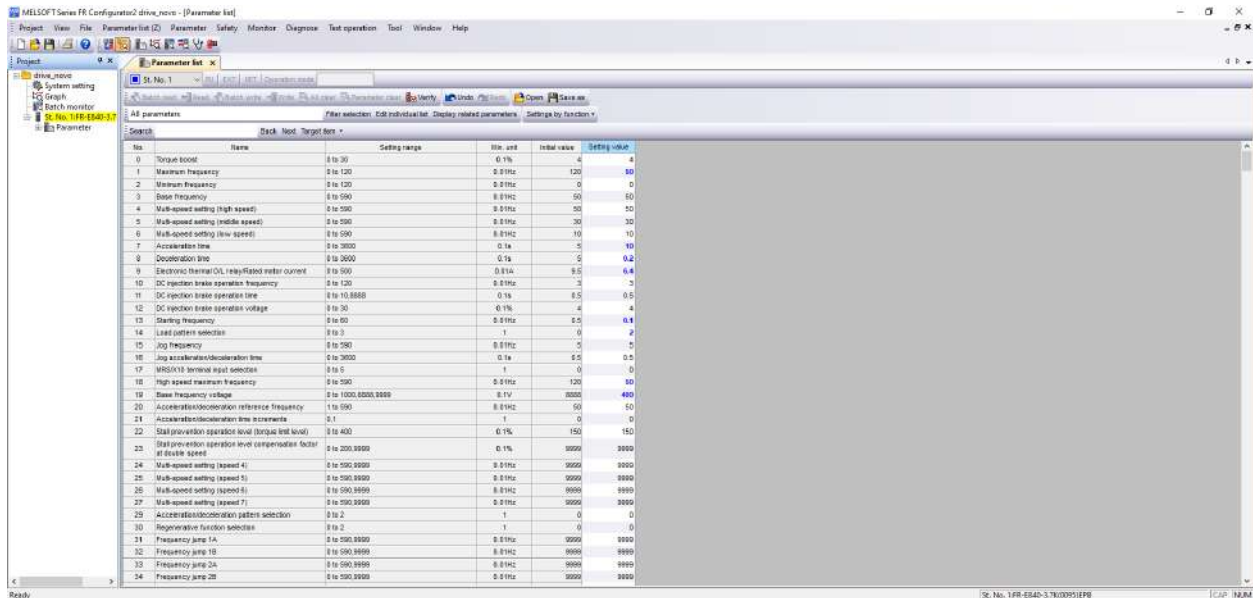 MELSOFT Series FR Configurator2 drive_novo - [Parameter list]
Project View File Parameter list (Z) Parameter Safety Monitor Diagnose Test operation Tool Window Help
Project
Parameter list
drive_novo
System setting
Graph
Batch monitor
St. No. 1:FR-E840-3.7
Parameter
St. No. 1 PU EXT NET Operation mode
Batch read Read Batch write Write All clear Parameter clear Verify Undo Redo Open Save as
All parameters Filter selection Edit individual list Display related parameters Settings by function
Search Back Next Target item
No. Name Setting range Min. unit Initial value Setting value
0 Torque boost 0 to 30 0.1% 4 4
1 Maximum frequency 0 to 120 0.01Hz 120 50
2 Minimum frequency 0 to 120 0.01Hz 0 0
3 Base frequency 0 to 590 0.01Hz 50 50
4 Multi-speed setting (high speed) 0 to 590 0.01Hz 50 50
5 Multi-speed setting (middle speed) 0 to 590 0.01Hz 30 30
6 Multi-speed setting (low speed) 0 to 590 0.01Hz 10 10
7 Acceleration time 0 to 3600 0.1s 5 10
8 Deceleration time 0 to 3600 0.1s 5 0.2
9 Electronic thermal O/L relay/Rated motor current 0 to 500 0.01A 9.5 6.4
10 DC injection brake operation frequency 0 to 120 0.01Hz 3 3
11 DC injection brake operation time 0 to 10,8888 0.1s 0.5 0.5
12 DC injection brake operation voltage 0 to 30 0.1% 4 4
13 Starting frequency 0 to 60 0.01Hz 0.5 0.1
14 Load pattern selection 0 to 3 1 0 2
15 Jog frequency 0 to 590 0.01Hz 5 5
16 Jog acceleration/deceleration time 0 to 3600 0.1s 0.5 0.5
17 MRS/X10 terminal input selection 0 to 5 1 0 0
18 High speed maximum frequency 0 to 590 0.01Hz 120 50
19 Base frequency voltage 0 to 1000,8888,9999 0.1V 8888 400
20 Acceleration/deceleration reference frequency 1 to 590 0.01Hz 50 50
21 Acceleration/deceleration time increments 0,1 1 0 0
22 Stall prevention operation level (torque limit level) 0 to 400 0.1% 150 150
23 Stall prevention operation level compensation factor at double speed 0 to 200,9999 0.1% 9999 9999
24 Multi-speed setting (speed 4) 0 to 590,9999 0.01Hz 9999 9999
25 Multi-speed setting (speed 5) 0 to 590,9999 0.01Hz 9999 9999
26 Multi-speed setting (speed 6) 0 to 590,9999 0.01Hz 9999 9999
27 Multi-speed setting (speed 7) 0 to 590,9999 0.01Hz 9999 9999
29 Acceleration/deceleration pattern selection 0 to 2 1 0 0
30 Regenerative function selection 0 to 2 1 0 0
31 Frequency jump 1A 0 to 590,9999 0.01Hz 9999 9999
32 Frequency jump 1B 0 to 590,9999 0.01Hz 9999 9999
33 Frequency jump 2A 0 to 590,9999 0.01Hz 9999 9999
34 Frequency jump 2B 0 to 590,9999 0.01Hz 9999 9999
Ready St. No. 1:FR-E840-3.7K(0095)EPB CAP NUM